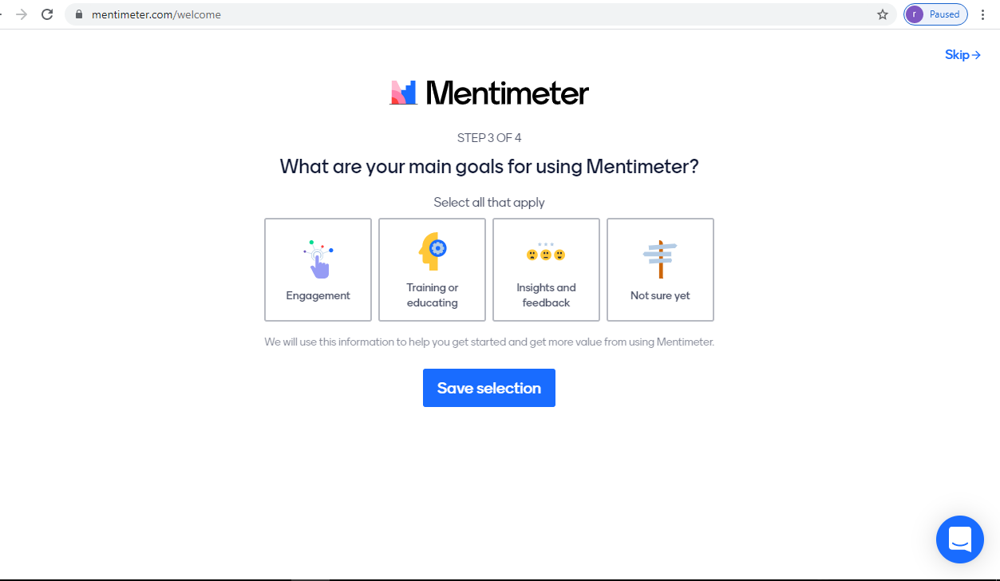 mentimeter.com/welcome
r
Paused
Skip→
Mentimeter
STEP 3 OF 4
What are your main goals for using Mentimeter?
Select all that apply
Engagement
Training or
educating
Insights and
feedback
Not sure yet
We will use this information to help you get started and get more value from using Mentimeter.
Save selection